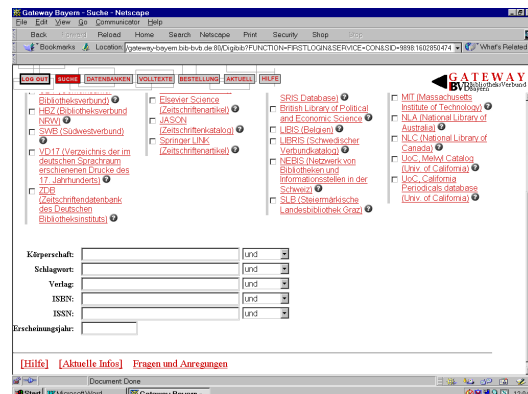 Gateway Bayern - Suche - Netscape
File Edit View Go Communicator Help
Back Forward Reload Home Search Netscape Print Security Shop Stop
Bookmarks Location: /gateway-bayern.bib-bvb.de:80/Digibib?FUNCTION=FIRSTLOGIN&SERVICE=CON&SID=9898:1602850474 What's Related
LOG OUT SUCHE DATENBANKEN VOLLTEXTE BESTELLUNG AKTUELL HILFE
GATEWAY
BVB BibliotheksVerbund
Bayern
Bibliotheksverbund)
HBZ (Bibliotheksverbund
NRW)
SWB (Südwestverbund)
VD17 (Verzeichnis der im
deutschen Sprachraum
erschienenen Drucke des
17. Jahrhunderts)
ZDB
(Zeitschriftendatenbank
des Deutschen
Bibliotheksinstituts)
Elsevier Science
(Zeitschriftenartikel)
JASON
(Zeitschriftenkatalog)
Springer LINK
(Zeitschriftenartikel)
SRIS Database)
British Library of Political
and Economic Science
LIBIS (Belgien)
LIBRIS (Schwedischer
Verbundkatalog)
NEBIS (Netzwerk von
Bibliotheken und
Informationsstellen in der
Schweiz)
SLB (Steiermärkische
Landesbibliothek Graz)
MIT (Massachusetts
Institute of Technology)
NLA (National Library of
Australia)
NLC (National Library of
Canada)
UoC, Melvyl Catalog
(Univ. of California)
UoC, California
Periodicals database
(Univ. of California)
Körperschaft: und
Schlagwort: und
Verlag: und
ISBN: und
ISSN: und
Erscheinungsjahr:
[Hilfe] [Aktuelle Infos] Fragen und Anregungen
Document: Done
Start Microsoft Word Gateway Bayern -